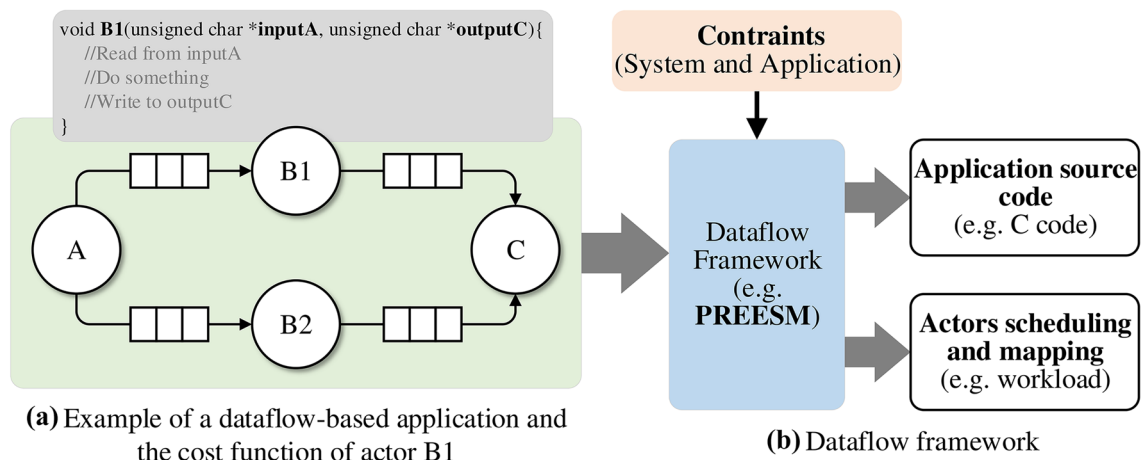 void B1(unsigned char *inputA, unsigned char *outputC){
//Read from inputA
//Do something
//Write to outputC
}
A
B1
B2
C
(a) Example of a dataflow-based application and
the cost function of actor B1
Contraints
(System and Application)
Dataflow
Framework
(e.g.
PREESM)
Application source
code
(e.g. C code)
Actors scheduling
and mapping
(e.g. workload)
(b) Dataflow framework